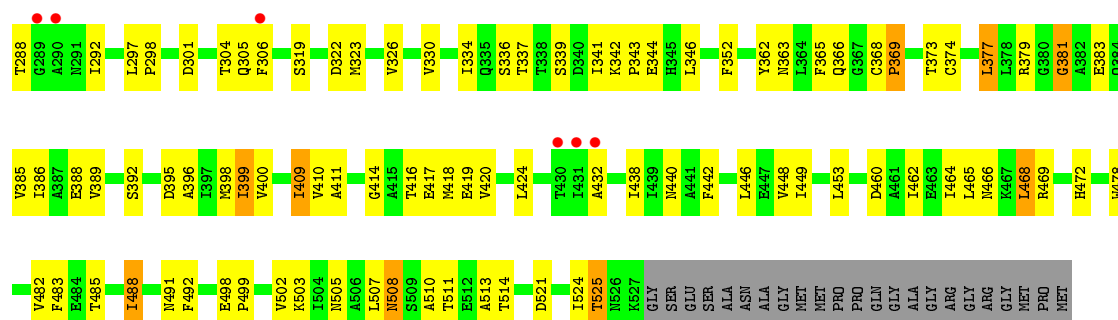 T288 G289 A290 N291 I292 L297 P298 D301 T304 Q305 F306 S319 D322 M323 V326 V330 I334 Q335 S336 T337 T338 S339 D340 I341 K342 P343 E344 H345 L346 F352 Y362 N363 L364 F365 Q366 G367 C368 P369 T373 C374 L377 L378 R379 G380 G381 A382 E383
V385 I386 A387 E388 V389 S392 D395 A396 I397 M398 I399 V400 I409 V410 A411 G414 A415 T416 E417 M418 E419 V420 L424 T430 I431 A432 I438 I439 N440 A441 F442 L446 E447 V448 I449 L453 D460 A461 I462 E463 I464 L465 N466 K467 L468 R469 H472
V482 F483 E484 T485 I488 N491 F492 E498 P499 V502 K503 I504 N505 A506 L507 N508 S509 A510 T511 E512 A513 T514 D521 I524 T525 N526 K527 GLY SER GLU SER ALA ASN ALA GLY MET MET PRO PRO GLN GLY ALA GLY ARG GLY MET PRO MET